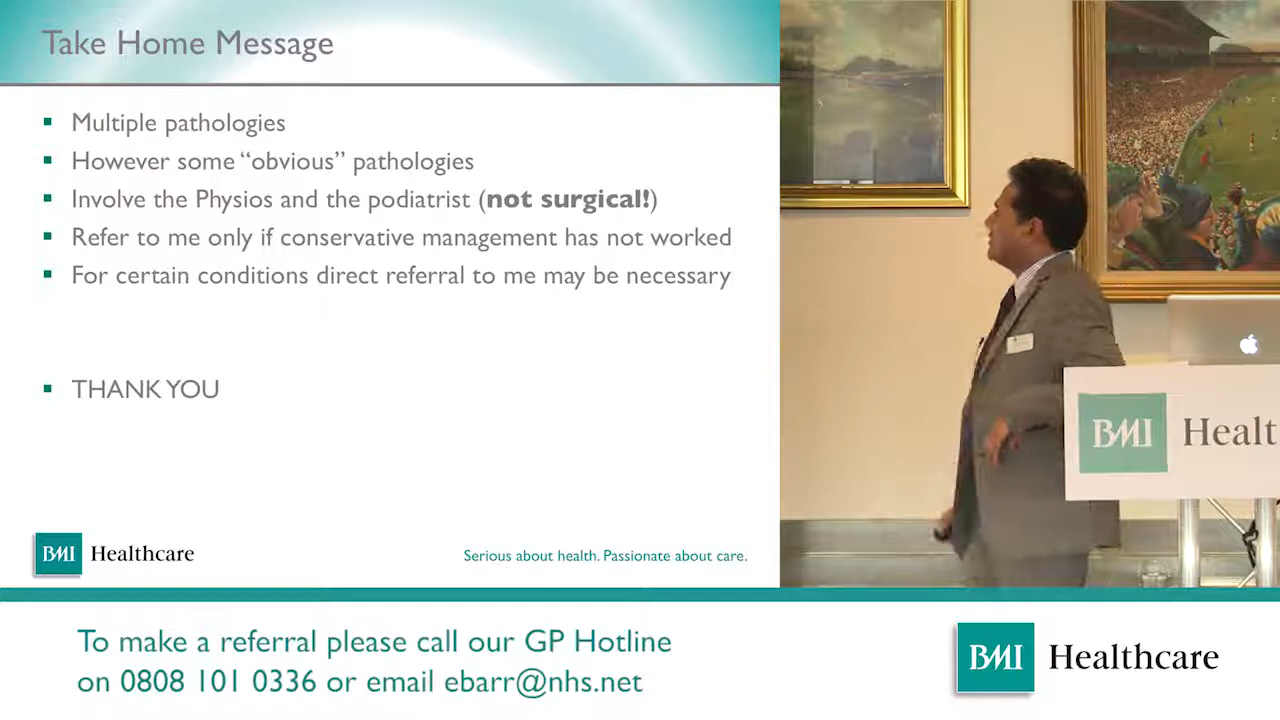 Take Home Message
Multiple pathologies
However some “obvious” pathologies
Involve the Physios and the podiatrist (not surgical!)
Refer to me only if conservative management has not worked
For certain conditions direct referral to me may be necessary
THANK YOU
BMI Healthcare
Serious about health. Passionate about care.
BMI Healt
To make a referral please call our GP Hotline
on 0808 101 0336 or email ebarr@nhs.net
BMI Healthcare